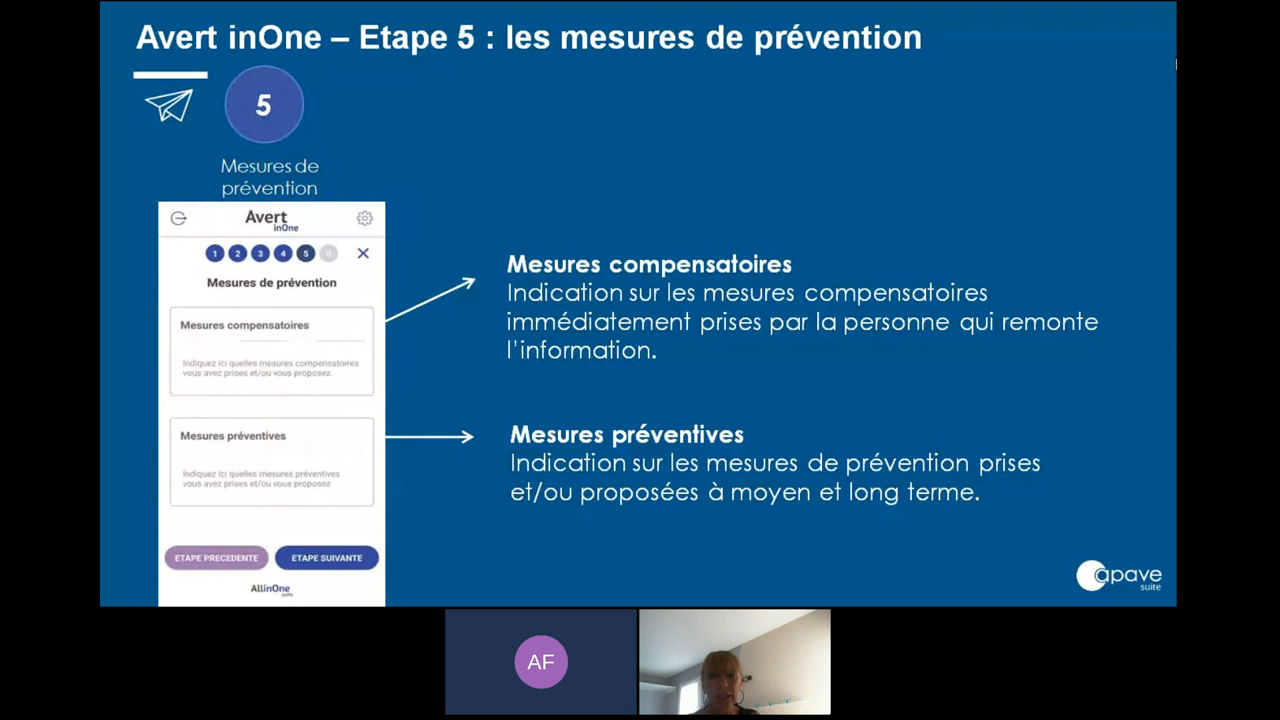 Avert inOne – Etape 5 : les mesures de prévention
5
Mesures de
prévention
Avert
inOne
1 2 3 4 5 6
Mesures de prévention
Mesures compensatoires
Indiquez ici quelles mesures compensatoires
vous avez prises et/ou vous proposez.
Mesures préventives
Indiquez ici quelles mesures préventives
vous avez prises et/ou vous proposez
ETAPE PRECEDENTE
ETAPE SUIVANTE
AllinOne
suite
Mesures compensatoires
Indication sur les mesures compensatoires
immédiatement prises par la personne qui remonte
l'information.
Mesures préventives
Indication sur les mesures de prévention prises
et/ou proposées à moyen et long terme.
apave
suite
AF